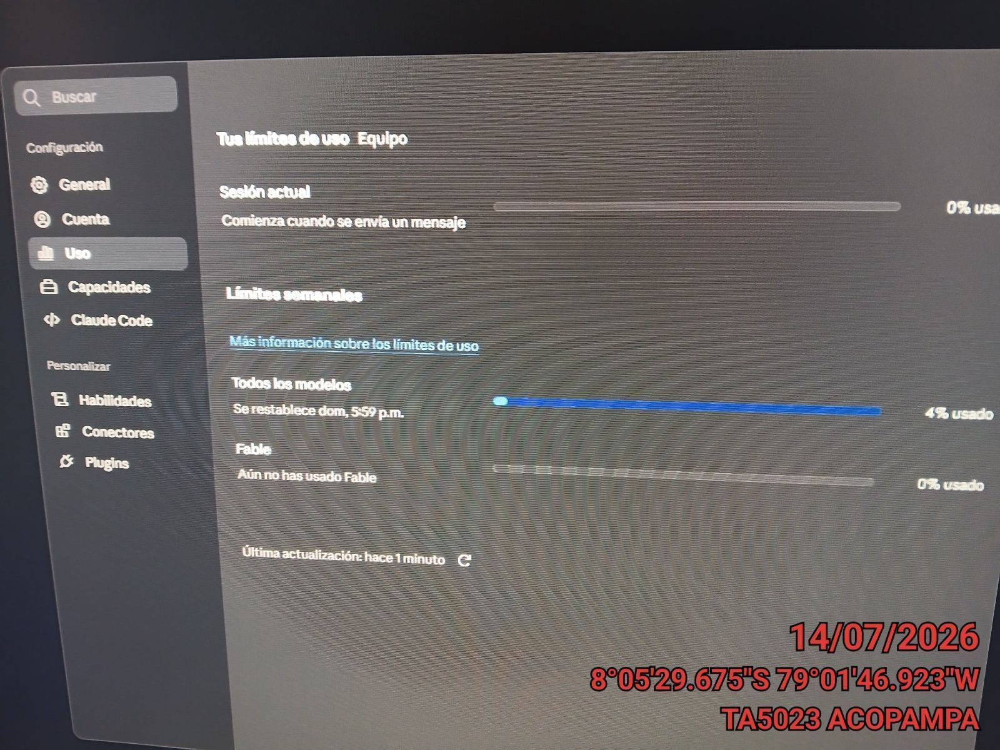 Buscar
Configuración
General
Cuenta
Uso
Capacidades
Claude Code
Personalizar
Habilidades
Conectores
Plugins
Tus límites de uso Equipo
Sesión actual
Comienza cuando se envía un mensaje
0% usa
Límites semanales
Más información sobre los límites de uso
Todos los modelos
Se restablece dom, 5:59 p.m.
4% usado
Fable
Aún no has usado Fable
0% usado
Última actualización: hace 1 minuto
14/07/2026
8°05'29.675"S 79°01'46.923"W
TA5023 ACOPAMPA